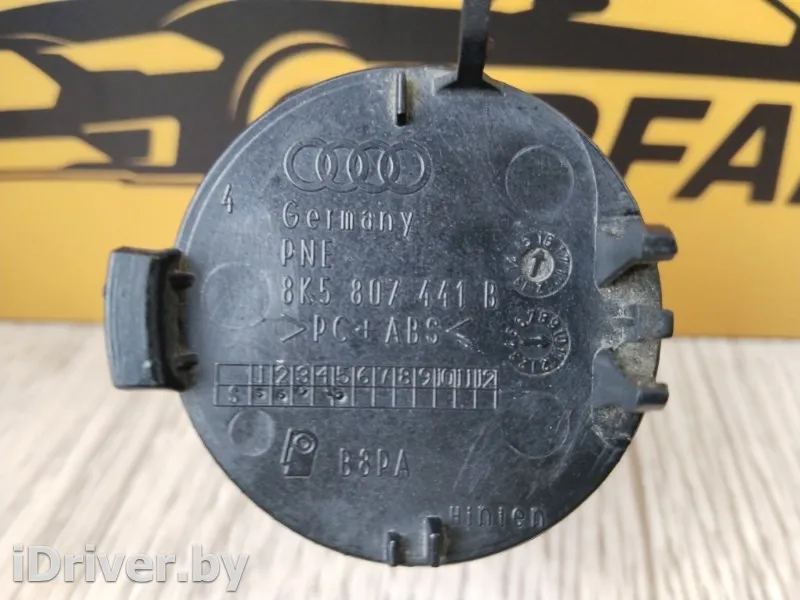 RFA
4
Germany
PNE
8K5 807 441 B
>PC+ABS<
1 2 3 4 5 6 7 8 9 10 11 12
B8PA
Hinten
iDriver.by